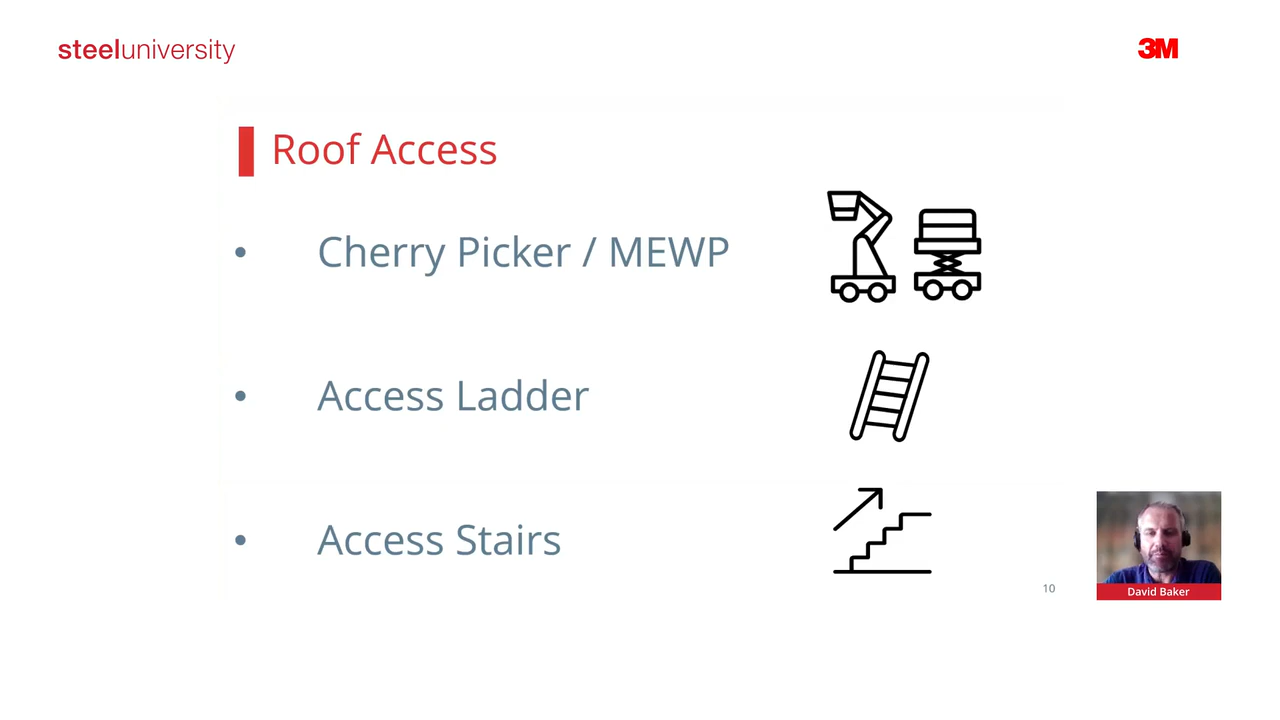 steeluniversity
3M
Roof Access
• Cherry Picker / MEWP
• Access Ladder
• Access Stairs
10
David Baker